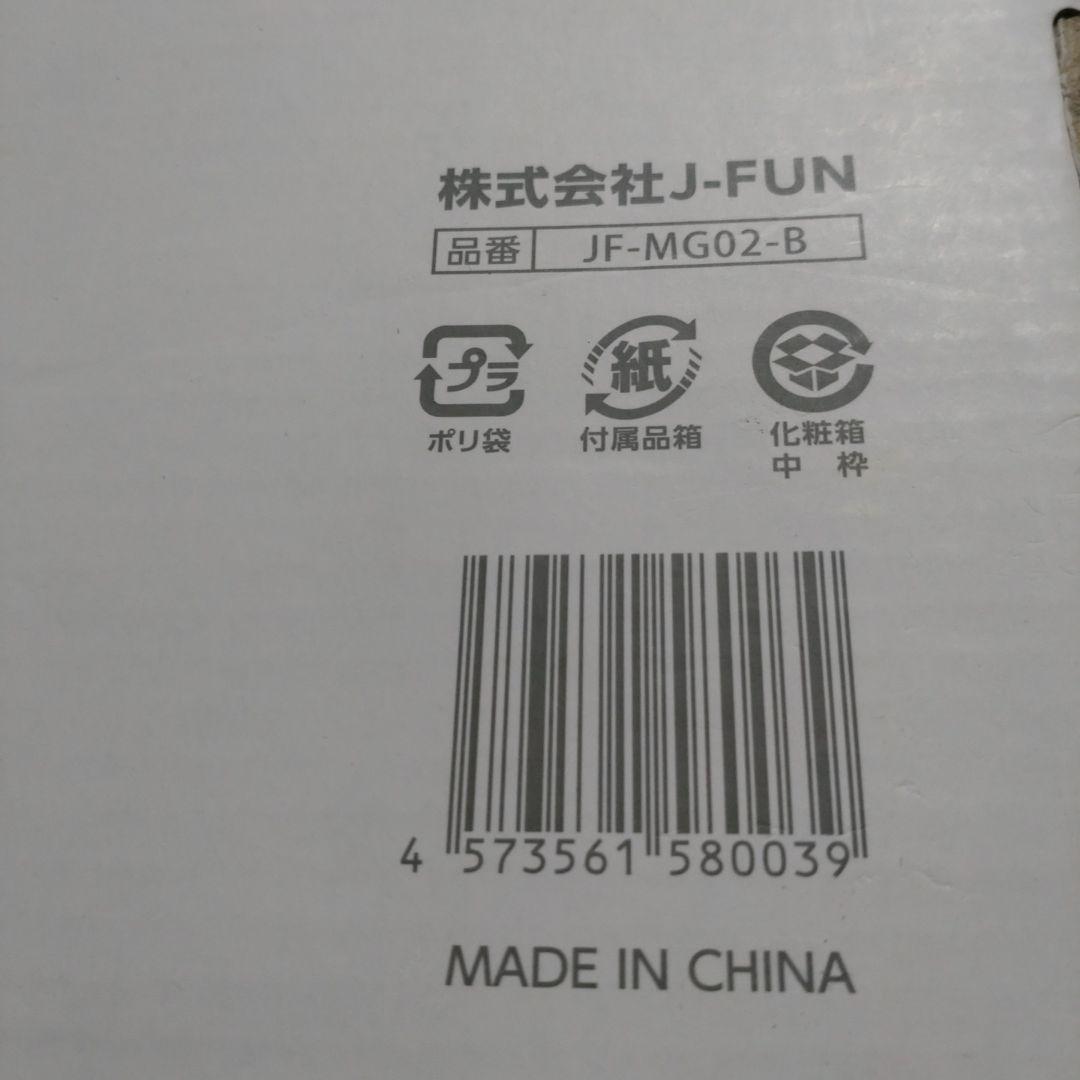 株式会社J-FUN
品番 JF-MG02-B
プラ 紙
ポリ袋 付属品箱 化粧箱
中 枠
4 573561 580039
MADE IN CHINA